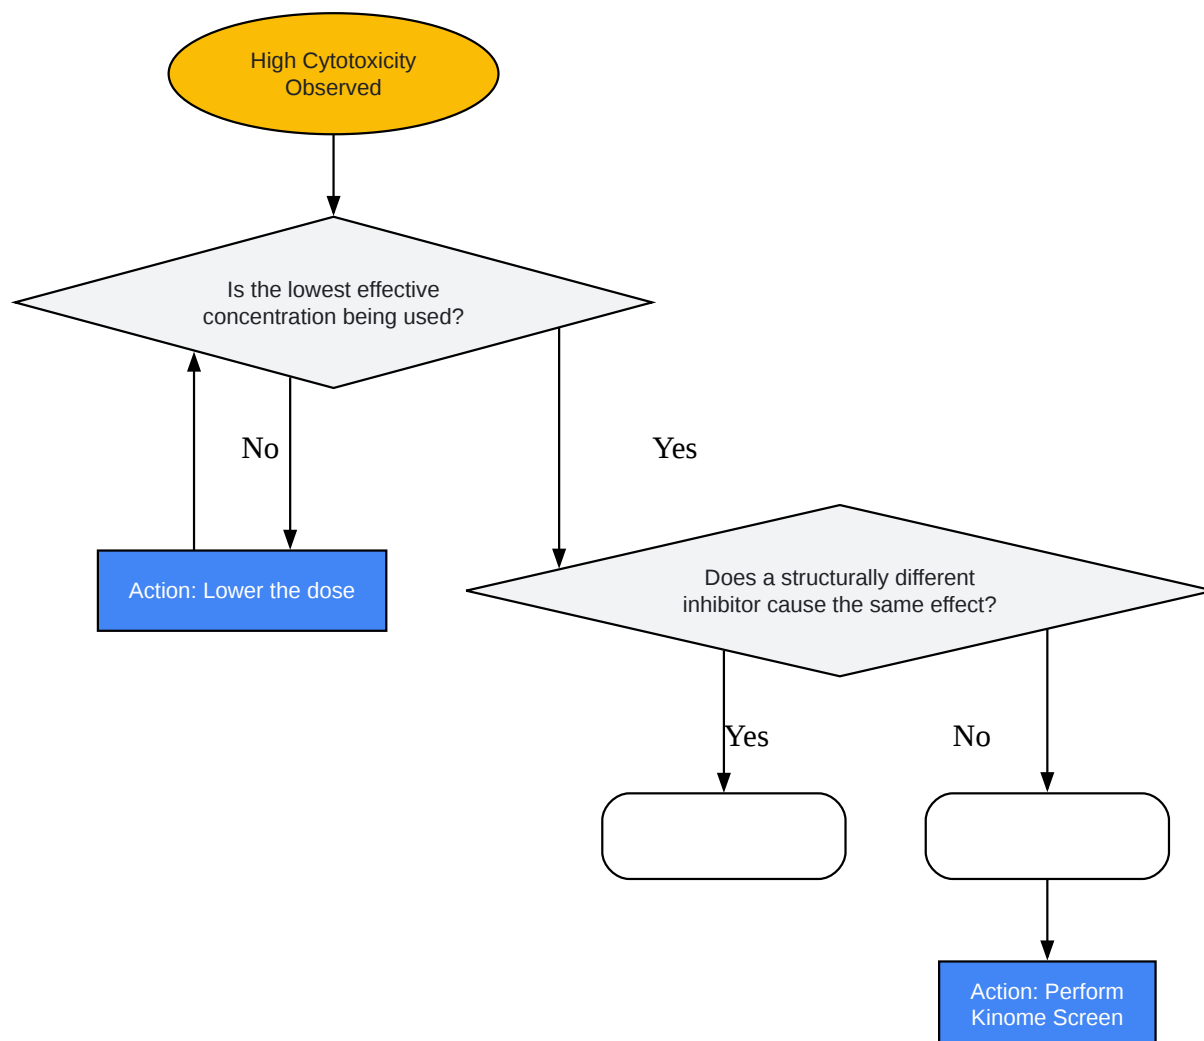 High Cytotoxicity
Observed
Is the lowest effective
concentration being used?
No
Yes
Action: Lower the dose
Does a structurally different
inhibitor cause the same effect?
Yes
No
Action: Perform
Kinome Screen